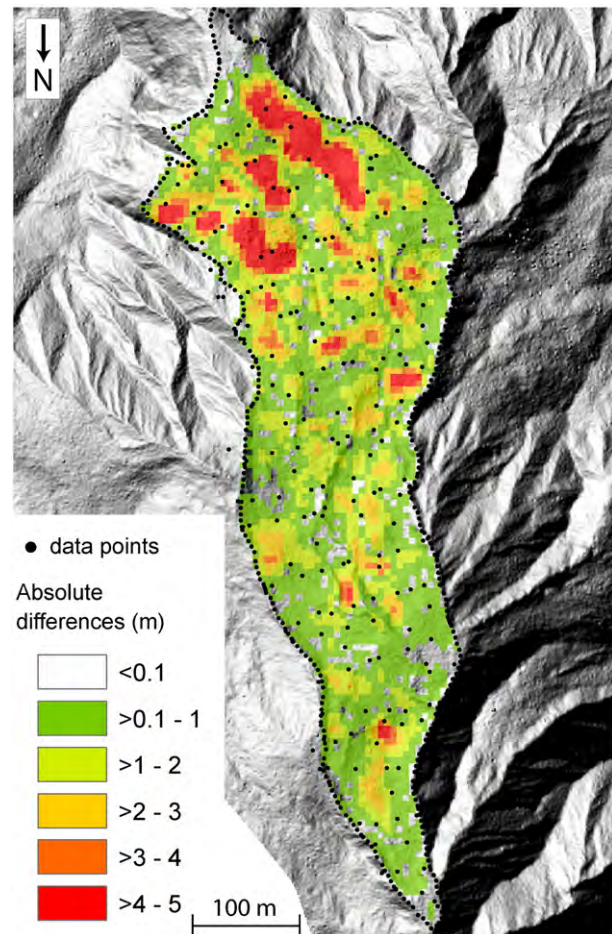 N
data points
Absolute
differences (m)
<0.1
>0.1 - 1
>1 - 2
>2 - 3
>3 - 4
>4 - 5
100 m